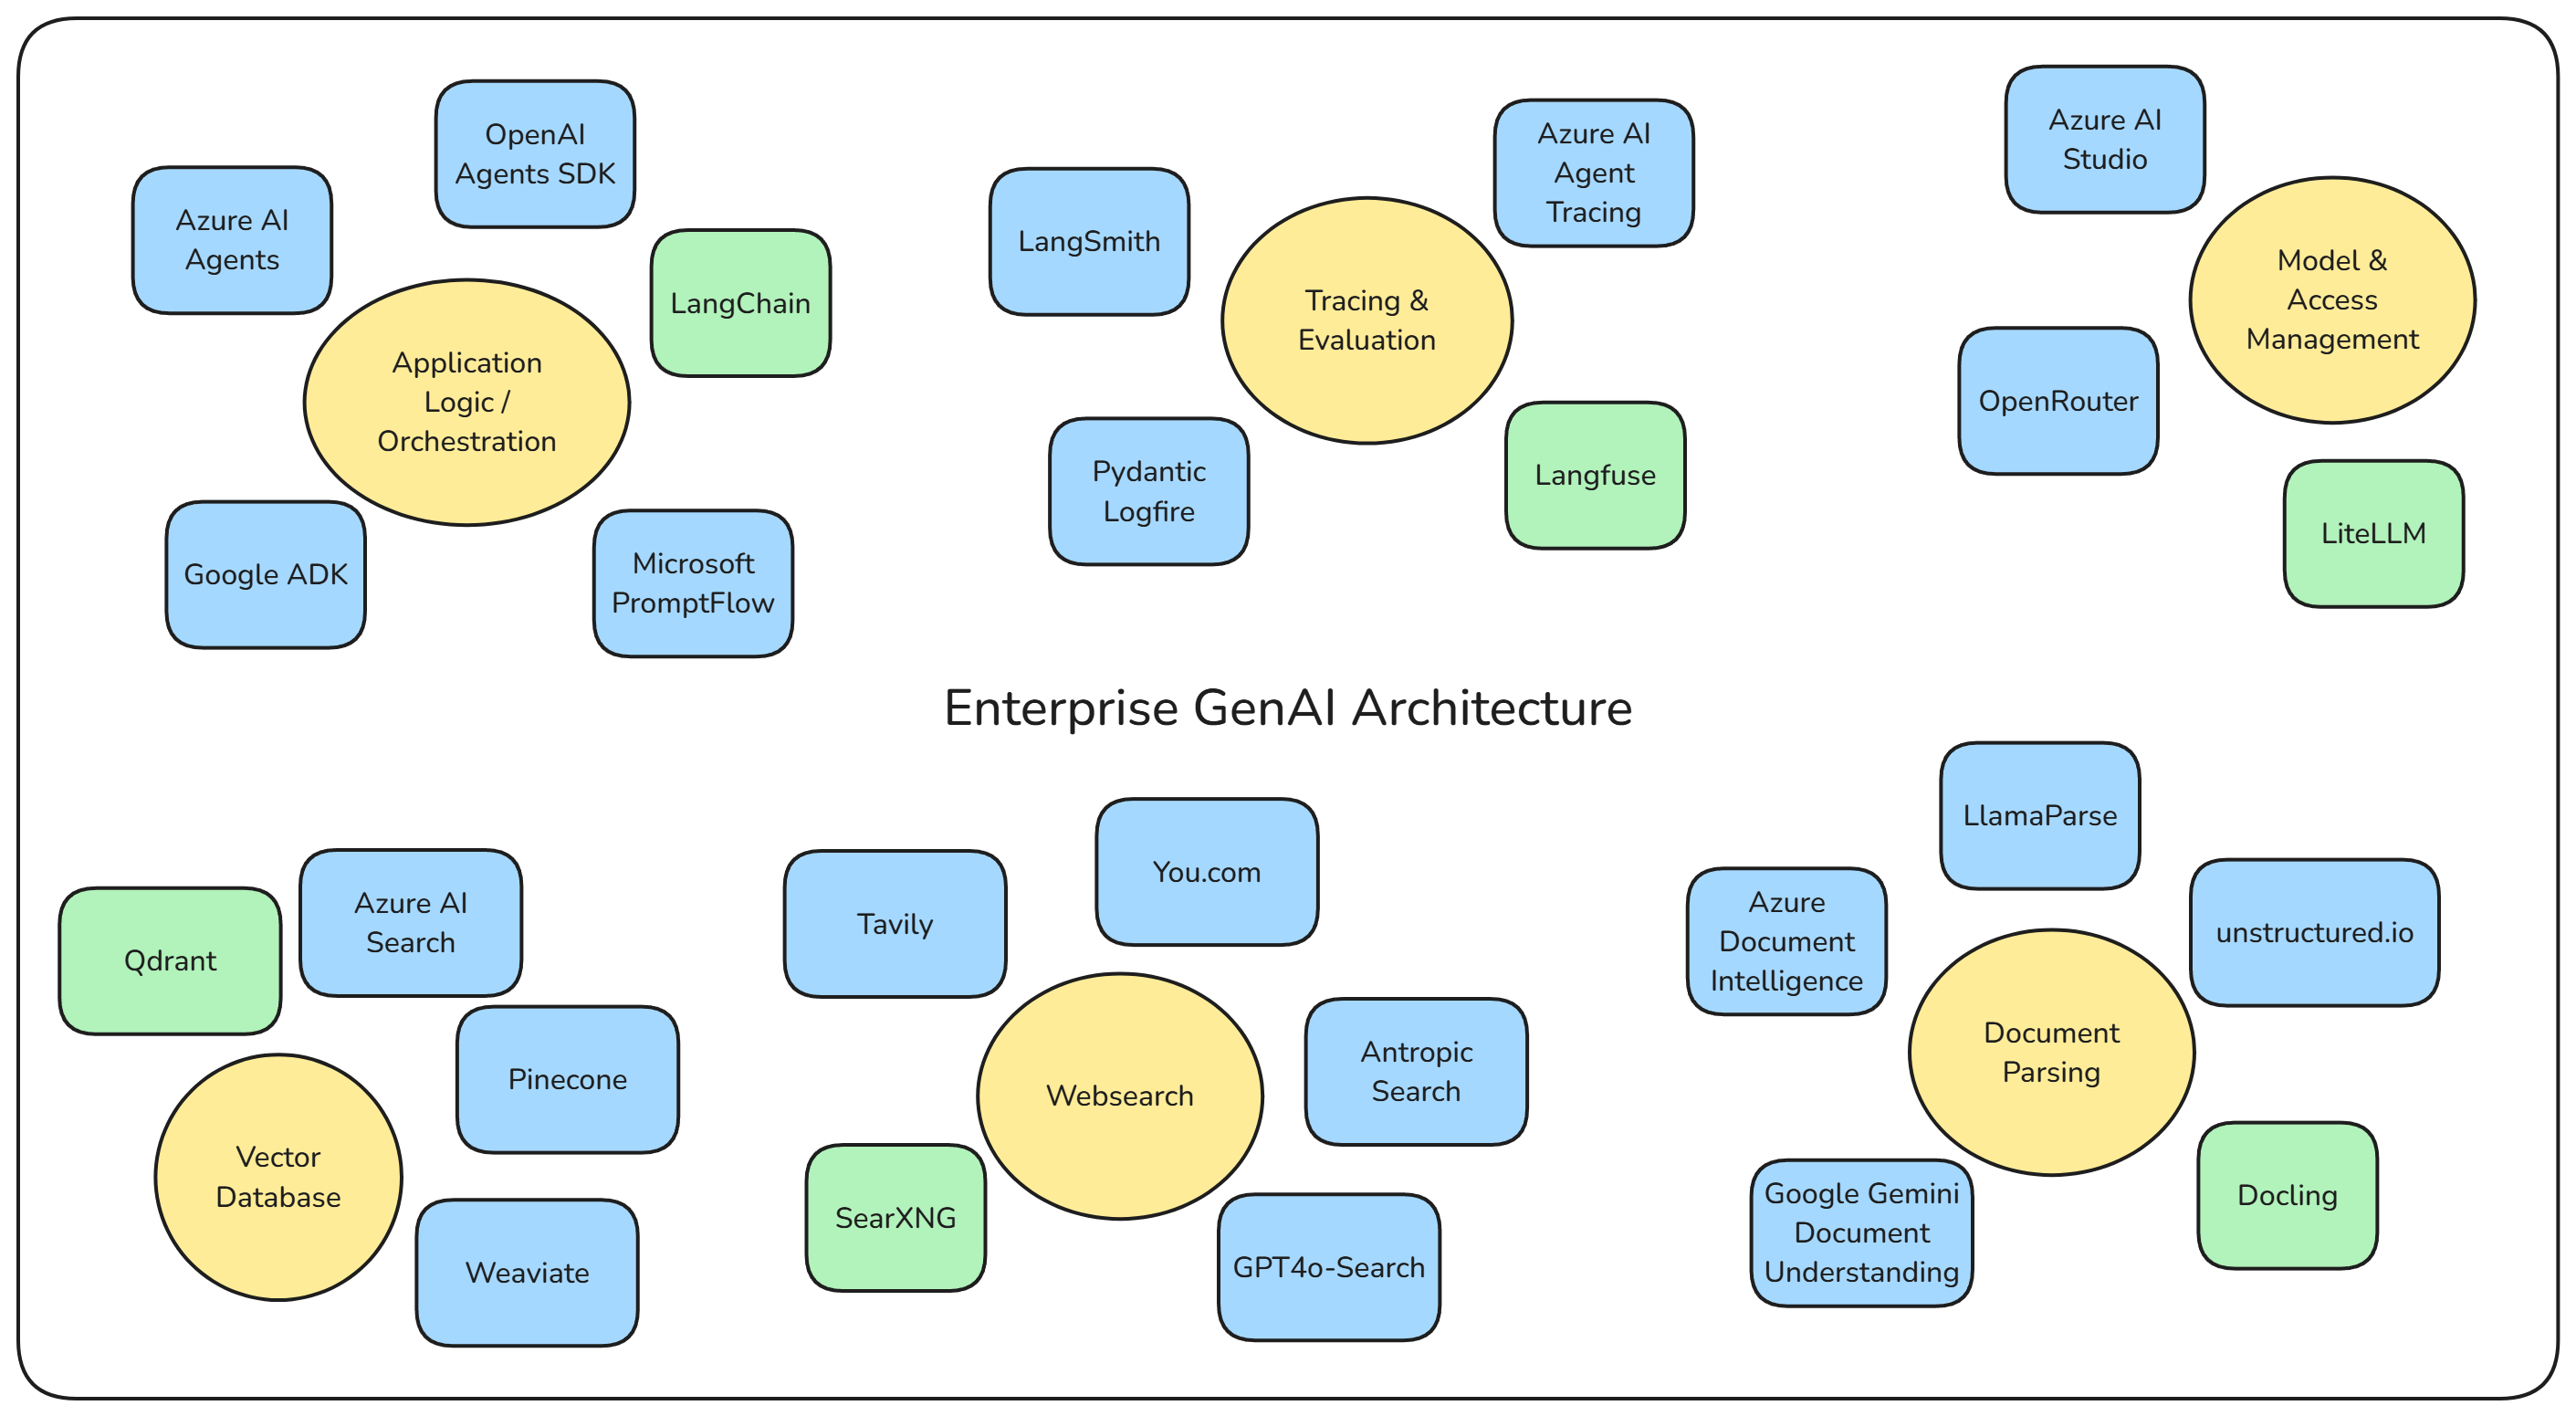 OpenAI
Agents SDK
Azure AI
Agents
LangChain
Application
Logic /
Orchestration
Google ADK
Microsoft
PromptFlow
Azure AI
Agent
Tracing
LangSmith
Tracing &
Evaluation
Pydantic
Logfire
Langfuse
Azure AI
Studio
Model &
Access
Management
OpenRouter
LiteLLM
Enterprise GenAI Architecture
Qdrant
Azure AI
Search
Pinecone
Vector
Database
Weaviate
Tavily
You.com
Antropic
Search
Websearch
SearXNG
GPT4o-Search
LlamaParse
Azure
Document
Intelligence
unstructured.io
Document
Parsing
Google Gemini
Document
Understanding
Docling